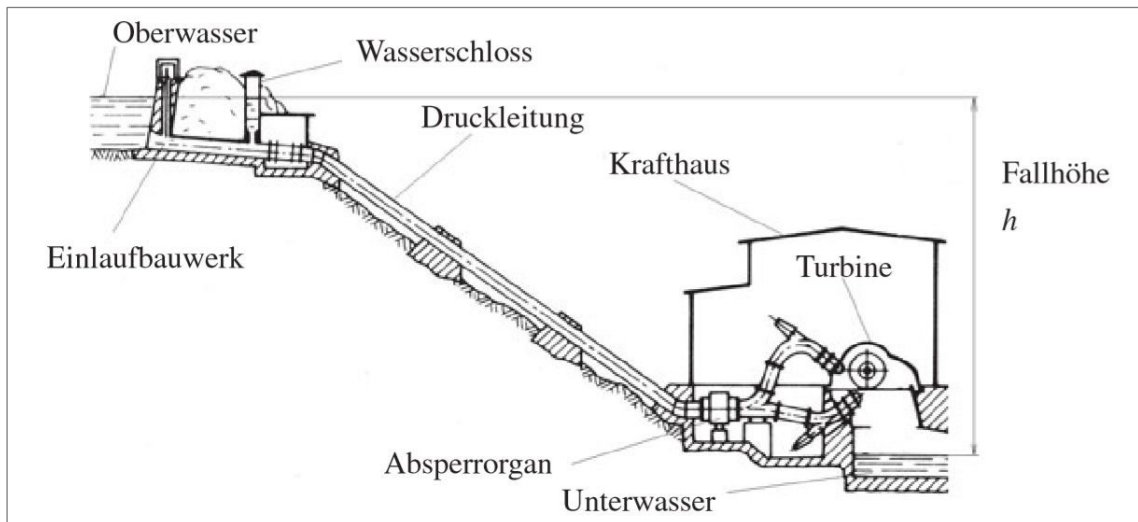 Oberwasser
Wasserschloss
Druckleitung
Krafthaus
Fallhöhe
h
Einlaufbauwerk
Turbine
Absperrorgan
Unterwasser